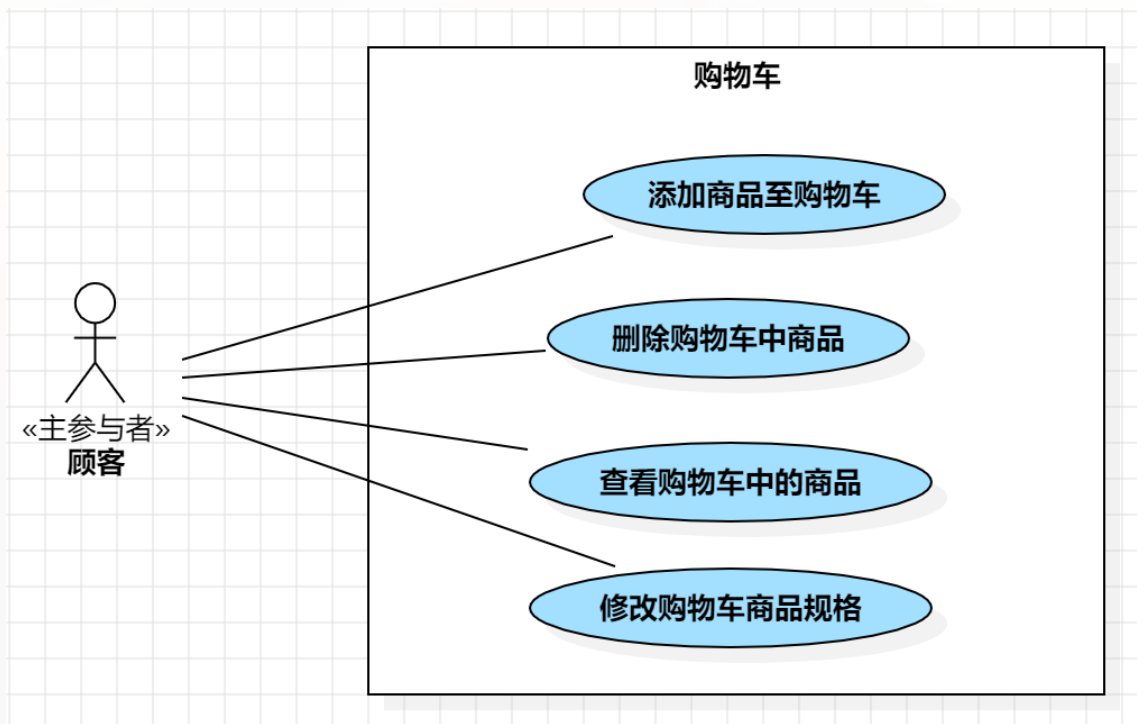 购物车
添加商品至购物车
删除购物车中商品
«主参与者»
顾客
查看购物车中的商品
修改购物车商品规格